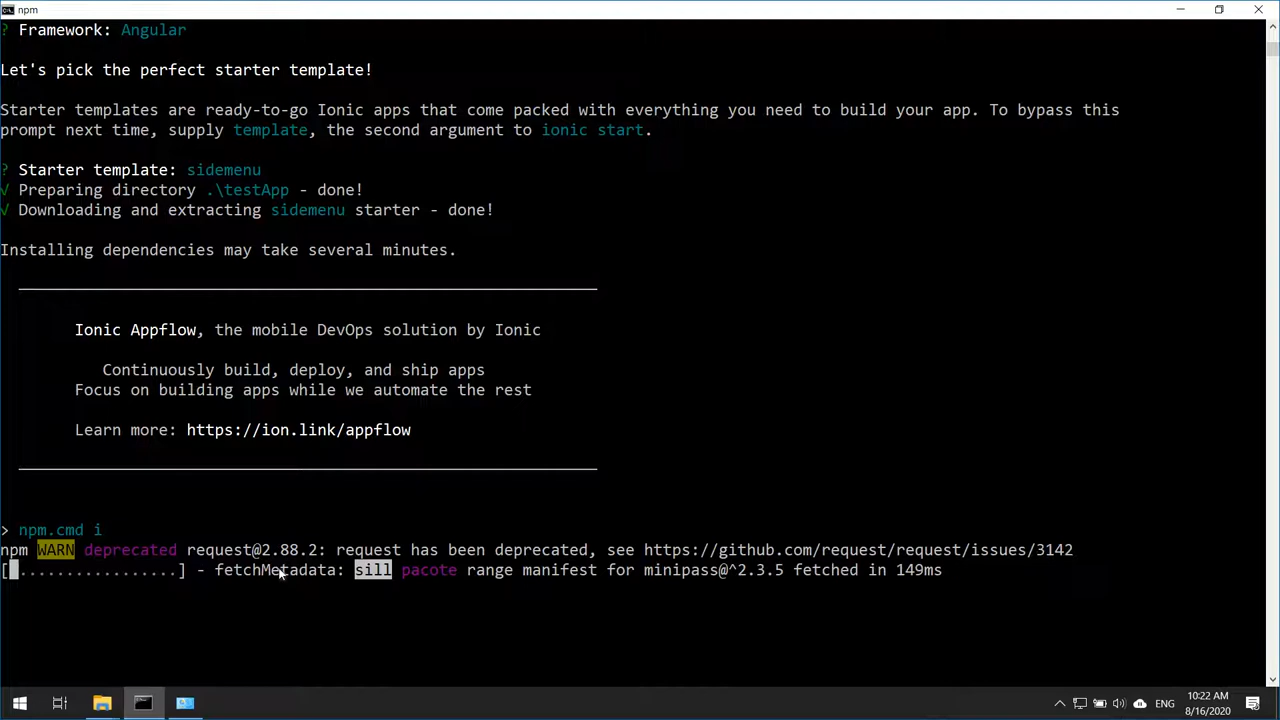 npm
? Framework: Angular
Let's pick the perfect starter template!
Starter templates are ready-to-go Ionic apps that come packed with everything you need to build your app. To bypass this
prompt next time, supply template, the second argument to ionic start.
? Starter template: sidemenu
√ Preparing directory .\testApp - done!
√ Downloading and extracting sidemenu starter - done!
Installing dependencies may take several minutes.
Ionic Appflow, the mobile DevOps solution by Ionic
Continuously build, deploy, and ship apps
Focus on building apps while we automate the rest
Learn more: https://ion.link/appflow
> npm.cmd i
npm WARN deprecated request@2.88.2: request has been deprecated, see https://github.com/request/request/issues/3142
[ .................] - fetchMetadata: sill pacote range manifest for minipass@^2.3.5 fetched in 149ms
ENG
10:22 AM
8/16/2020